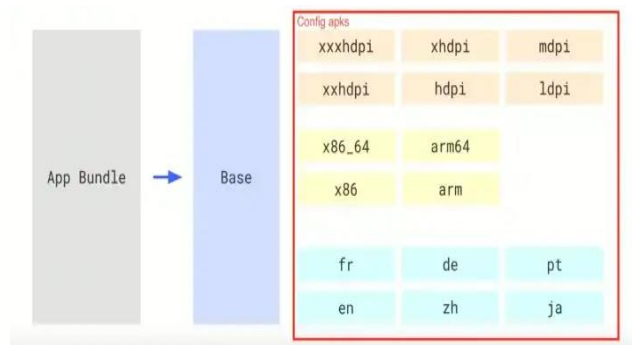 Config apks
xxxhdpi xhdpi mdpi
xxhdpi hdpi ldpi
x86_64 arm64
App Bundle Base
x86 arm
fr de pt
en zh ja